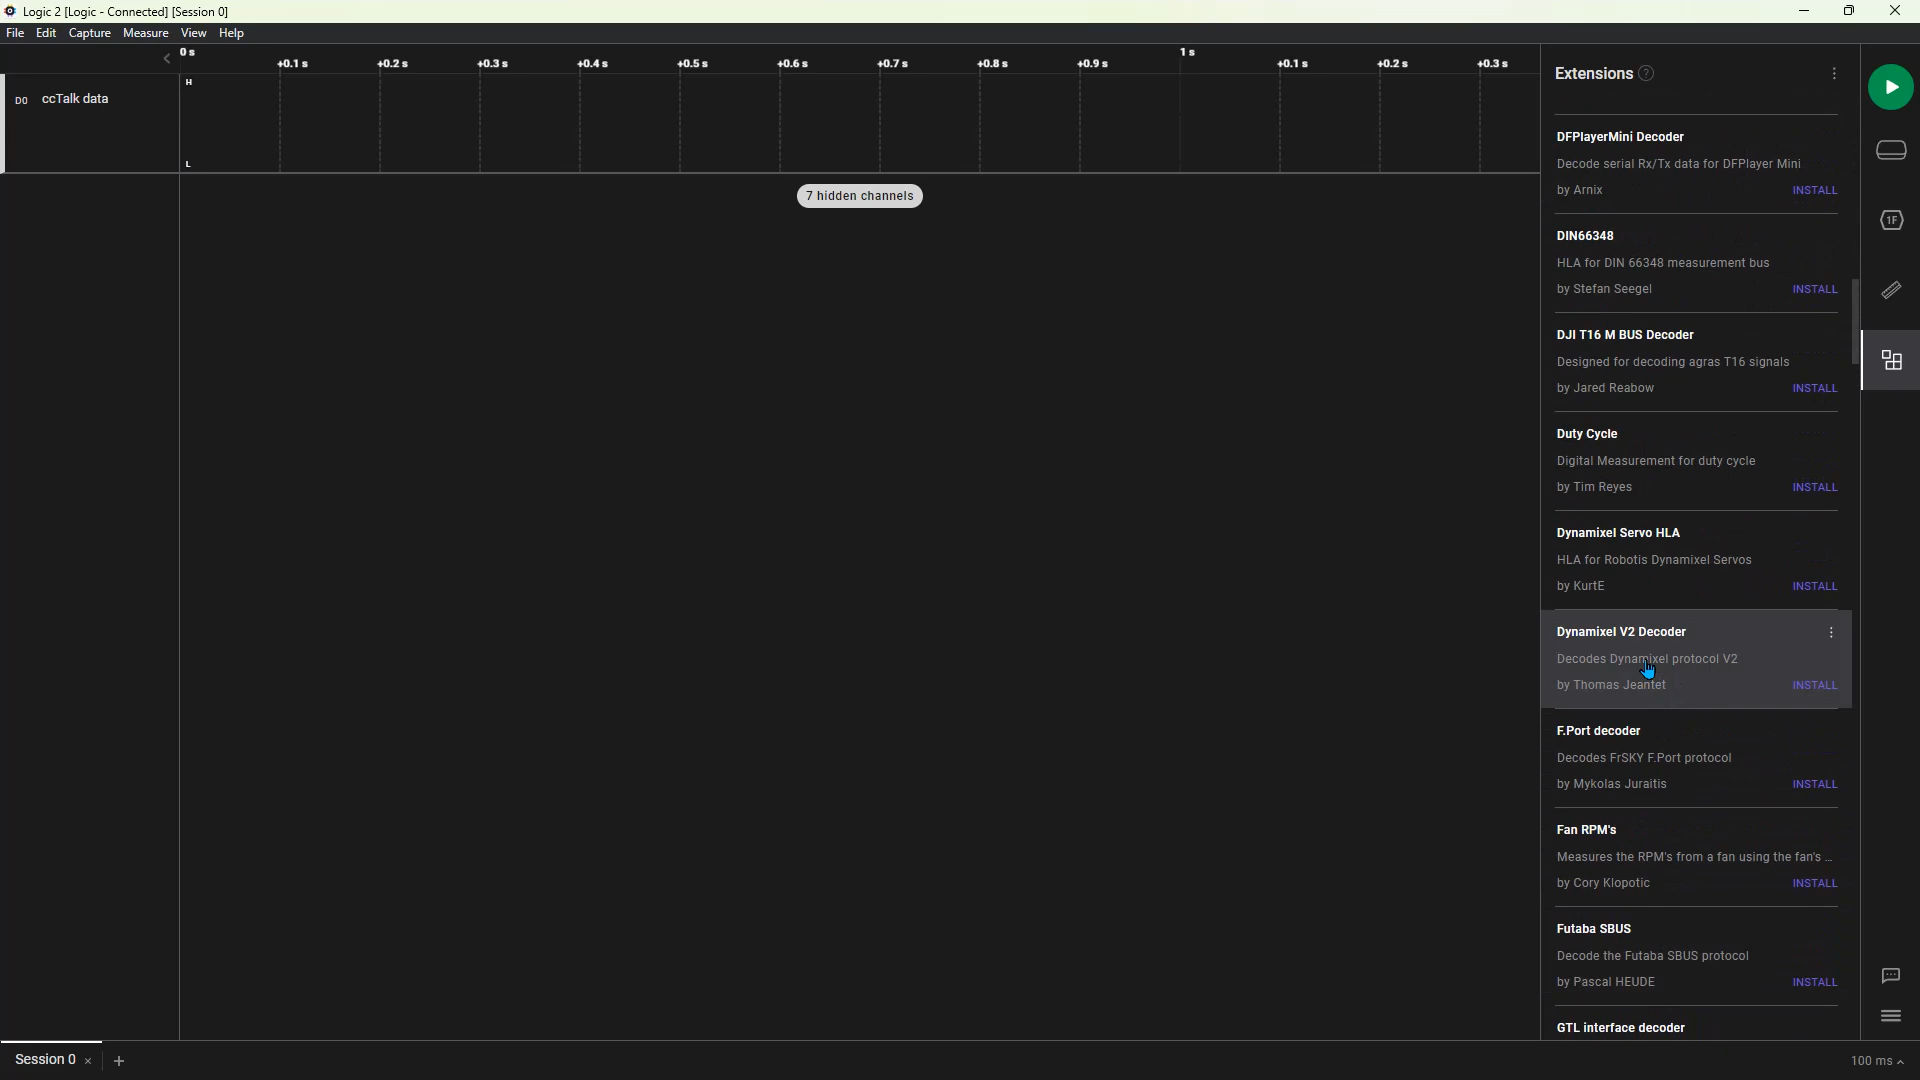 Logic 2 [Logic - Connected] [Session 0]
File Edit Capture Measure View Help
0 s 1 s
+0.1 s +0.2 s +0.3 s +0.4 s +0.5 s +0.6 s +0.7 s +0.8 s +0.9 s +0.1 s +0.2 s +0.3 s
H
D0 ccTalk data
L
7 hidden channels
Extensions ?
DFPlayerMini Decoder
Decode serial Rx/Tx data for DFPlayer Mini
by Arnix INSTALL
DIN66348
HLA for DIN 66348 measurement bus
by Stefan Seegel INSTALL
DJI T16 M BUS Decoder
Designed for decoding agras T16 signals
by Jared Reabow INSTALL
Duty Cycle
Digital Measurement for duty cycle
by Tim Reyes INSTALL
Dynamixel Servo HLA
HLA for Robotis Dynamixel Servos
by KurtE INSTALL
Dynamixel V2 Decoder
Decodes Dynamixel protocol V2
by Thomas Jeantet INSTALL
F.Port decoder
Decodes FrSKY F.Port protocol
by Mykolas Juraitis INSTALL
Fan RPM's
Measures the RPM's from a fan using the fan's ...
by Cory Klopotic INSTALL
Futaba SBUS
Decode the Futaba SBUS protocol
by Pascal HEUDE INSTALL
GTL interface decoder
1F
Session 0 × +
100 ms